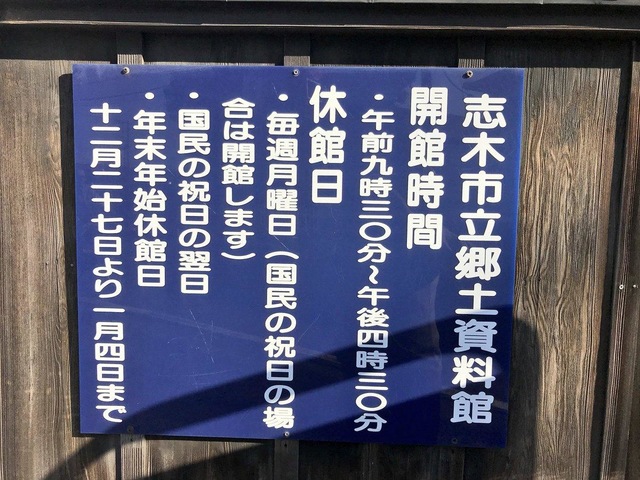 志木市立郷土資料館
開館時間
・午前九時三〇分〜午後四時三〇分
休館日
・毎週月曜日（国民の祝日の場
合は開館します）
・国民の祝日の翌日
・年末年始休館日
十二月二十七日より一月四日まで